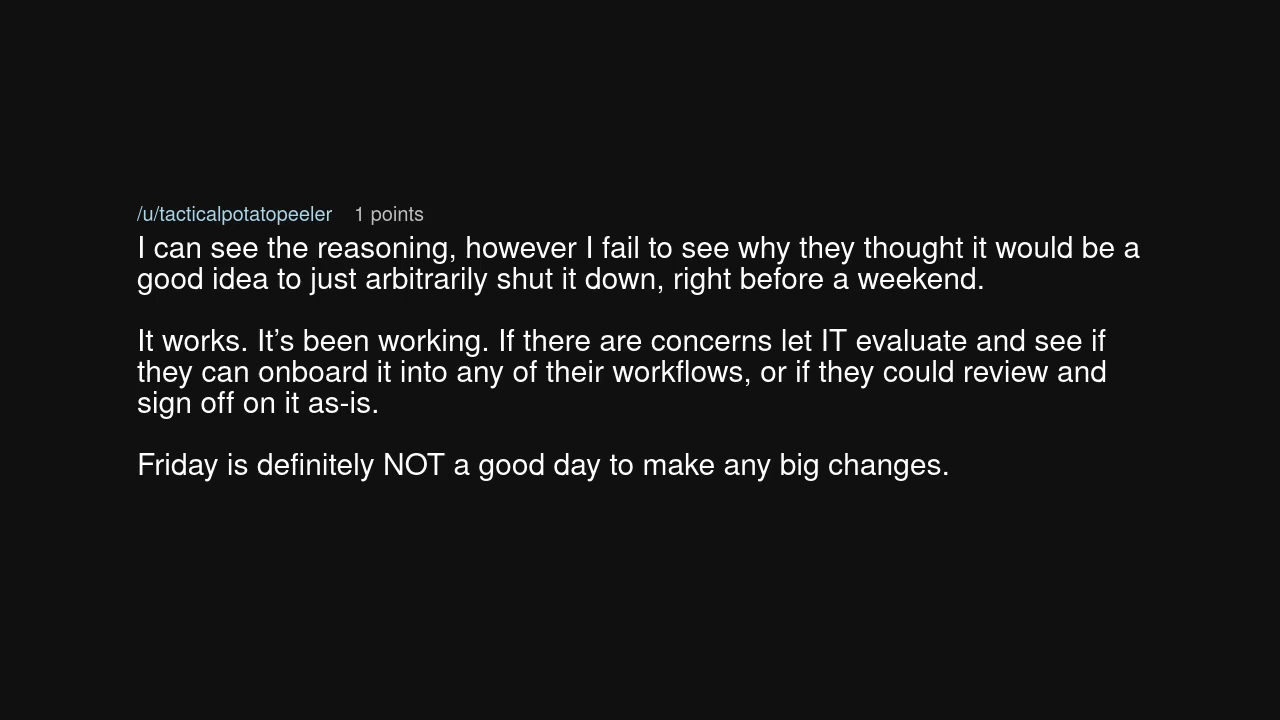 /u/tacticalpotatopeeler 1 points
I can see the reasoning, however I fail to see why they thought it would be a
good idea to just arbitrarily shut it down, right before a weekend.
It works. It’s been working. If there are concerns let IT evaluate and see if
they can onboard it into any of their workflows, or if they could review and
sign off on it as-is.
Friday is definitely NOT a good day to make any big changes.